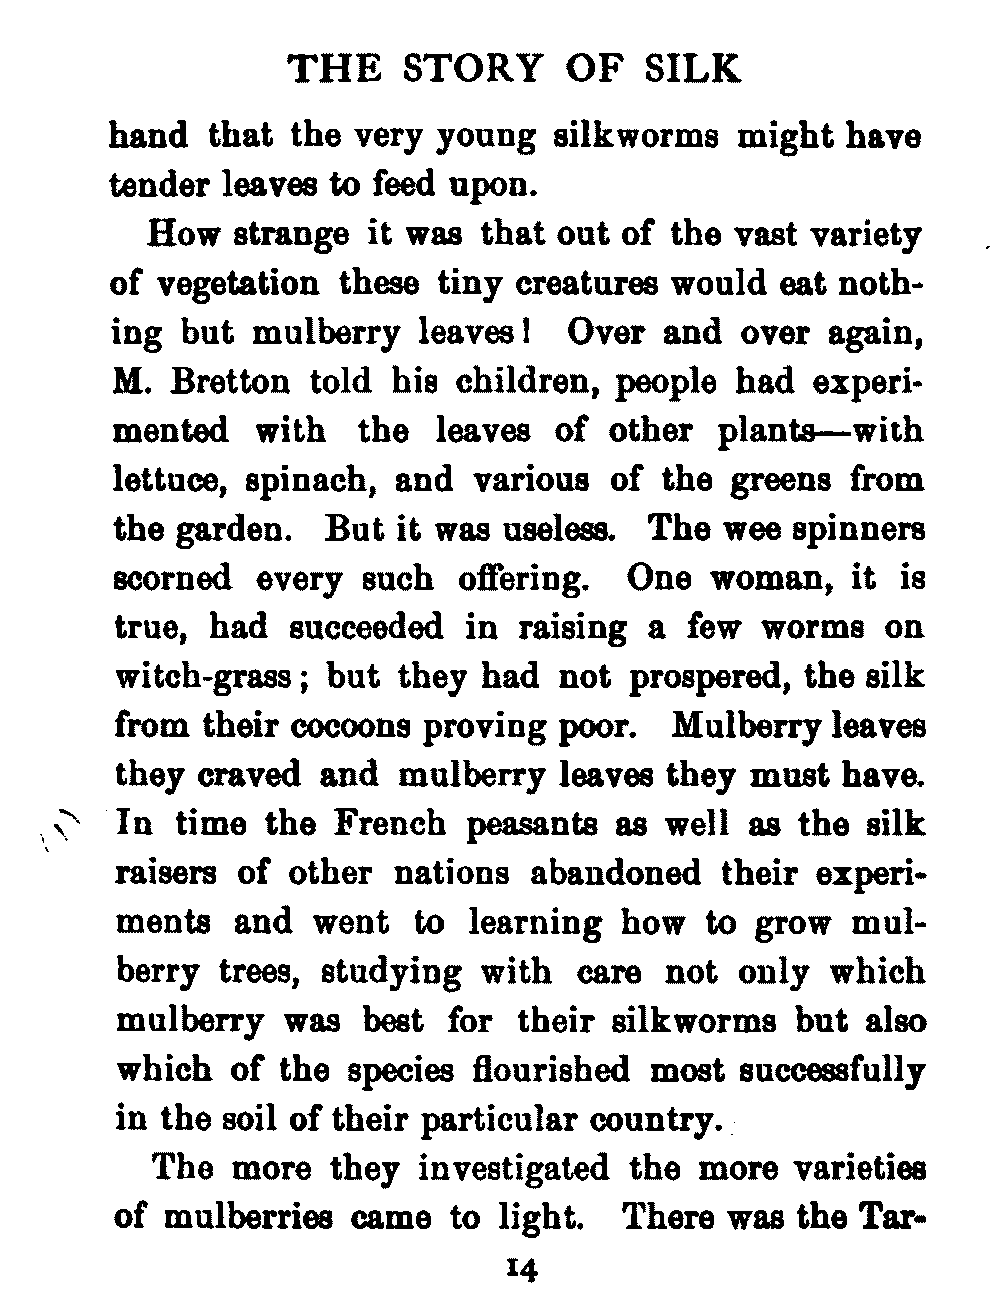 THE STORY OF SILK
hand that the very young silkworms might have
tender leaves to feed upon.
How strange it was that out of the vast variety
of vegetation these tiny creatures would eat noth-
ing but mulberry leaves! Over and over again,
M. Bretton told his children, people had experi-
mented with the leaves of other plants—with
lettuce, spinach, and various of the greens from
the garden. But it was useless. The wee spinners
scorned every such offering. One woman, it is
true, had succeeded in raising a few worms on
witch-grass; but they had not prospered, the silk
from their cocoons proving poor. Mulberry leaves
they craved and mulberry leaves they must have.
In time the French peasants as well as the silk
raisers of other nations abandoned their experi-
ments and went to learning how to grow mul-
berry trees, studying with care not only which
mulberry was best for their silkworms but also
which of the species flourished most successfully
in the soil of their particular country.
The more they investigated the more varieties
of mulberries came to light. There was the Tar-
14